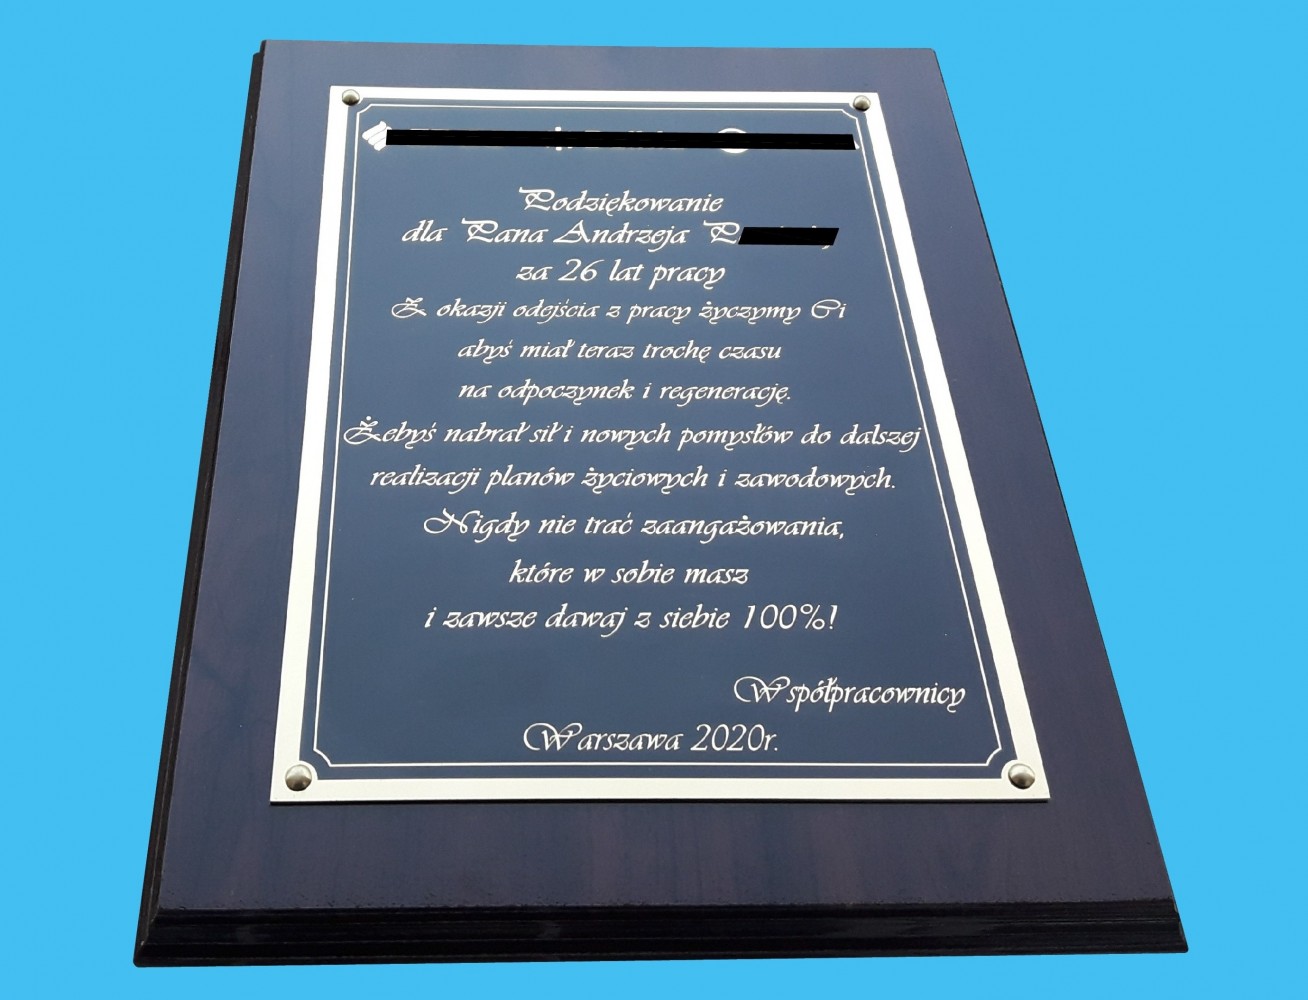 Podziękowanie
dla Pana Andrzeja
za 26 lat pracy
Z okazji odejścia z pracy życzymy Ci
abyś miał teraz trochę czasu
na odpoczynek i regenerację.
Żebyś nabrał sił i nowych pomysłów do dalszej
realizacji planów życiowych i zawodowych.
Nigdy nie trać zaangażowania,
które w sobie masz
i zawsze dawaj z siebie 100%!
Współpracownicy
Warszawa 2020r.